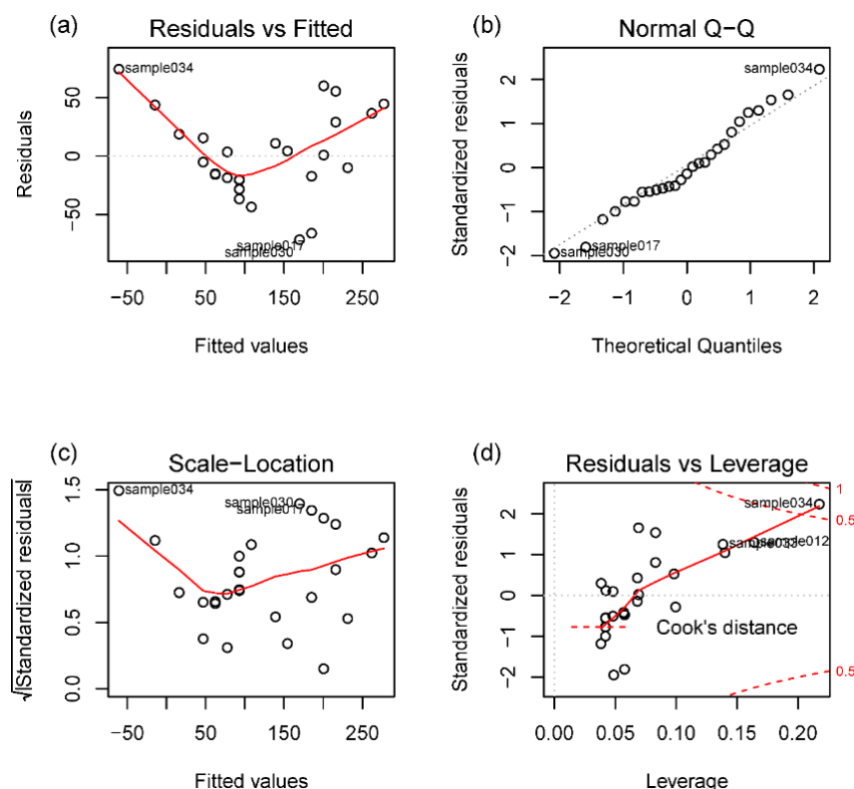 (a)
Residuals vs Fitted
Residuals
50
0
−50
sample034
sample017
sample030
−50
50
150
250
Fitted values
(b)
Normal Q−Q
Standardized residuals
2
1
0
−1
−2
sample034
sample017
sample030
−2
−1
0
1
2
Theoretical Quantiles
(c)
Scale−Location
√|Standardized residuals|
1.5
1.0
0.5
0.0
sample034
sample030
sample017
−50
50
150
250
Fitted values
(d)
Residuals vs Leverage
Standardized residuals
2
1
0
−1
−2
sample034
sample033
sample012
Cook's distance
1
0.5
0.5
0.00
0.05
0.10
0.15
0.20
Leverage